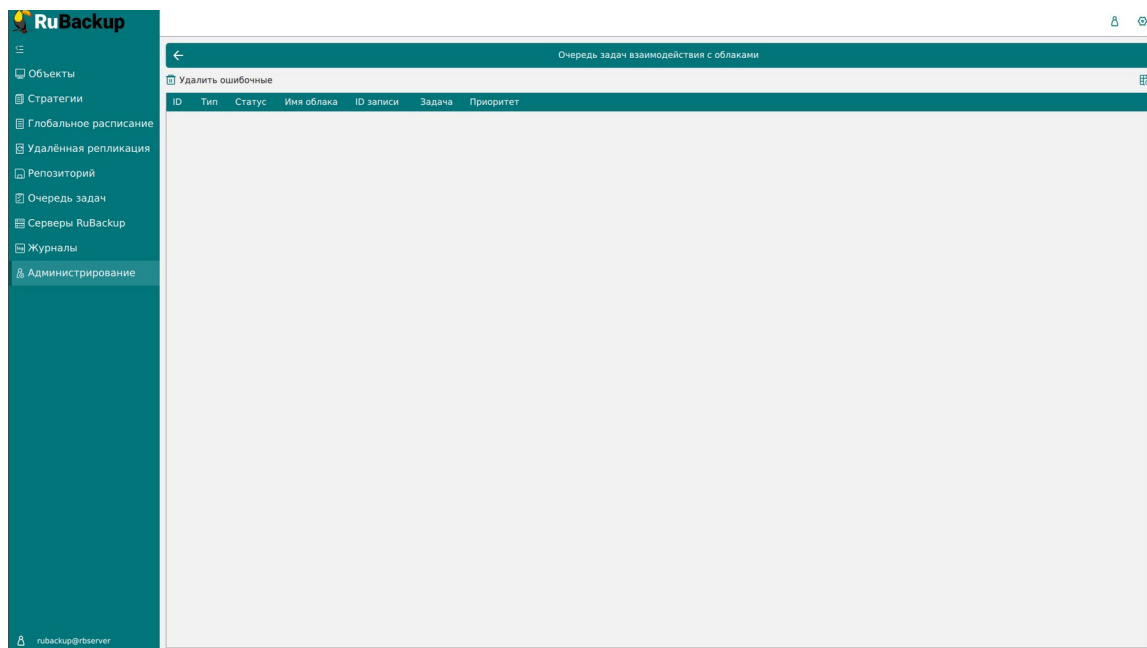 RuBackup
Очередь задач взаимодействия с облаками
Объекты
Удалить ошибочные
Стратегии
ID Тип Статус Имя облака ID записи Задача Приоритет
Глобальное расписание
Удалённая репликация
Репозиторий
Очередь задач
Серверы RuBackup
Журналы
Администрирование
rubackup@rbserver